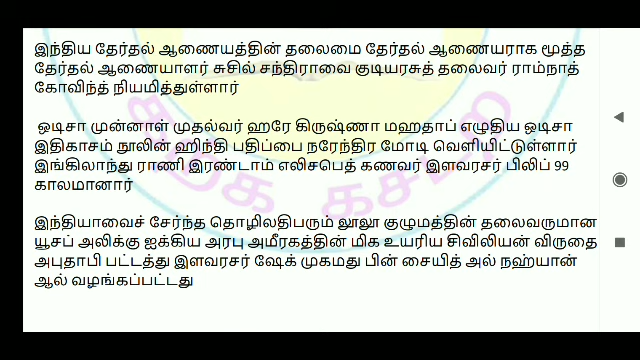 இந்திய தேர்தல் ஆணையத்தின் தலைமை தேர்தல் ஆணையராக மூத்த
தேர்தல் ஆணையாளர் சுசில் சந்திராவை குடியரசுத் தலைவர் ராம்நாத்
கோவிந்த் நியமித்துள்ளார்
ஒடிசா முன்னாள் முதல்வர் ஹரே கிருஷ்ணா மஹதாப் எழுதிய ஒடிசா
இதிகாசம் நூலின் ஹிந்தி பதிப்பை நரேந்திர மோடி வெளியிட்டுள்ளார்
இங்கிலாந்து ராணி இரண்டாம் எலிசபெத் கணவர் இளவரசர் பிலிப் 99
காலமானார்
இந்தியாவைச் சேர்ந்த தொழிலதிபரும் லூலூ குழுமத்தின் தலைவருமான
யூசப் அலிக்கு ஐக்கிய அரபு அமீரகத்தின் மிக உயரிய சிவிலியன் விருதை
அபுதாபி பட்டத்து இளவரசர் ஷேக் முகமது பின் சையித் அல் நஹ்யான்
ஆல் வழங்கப்பட்டது
கற்க கசடற